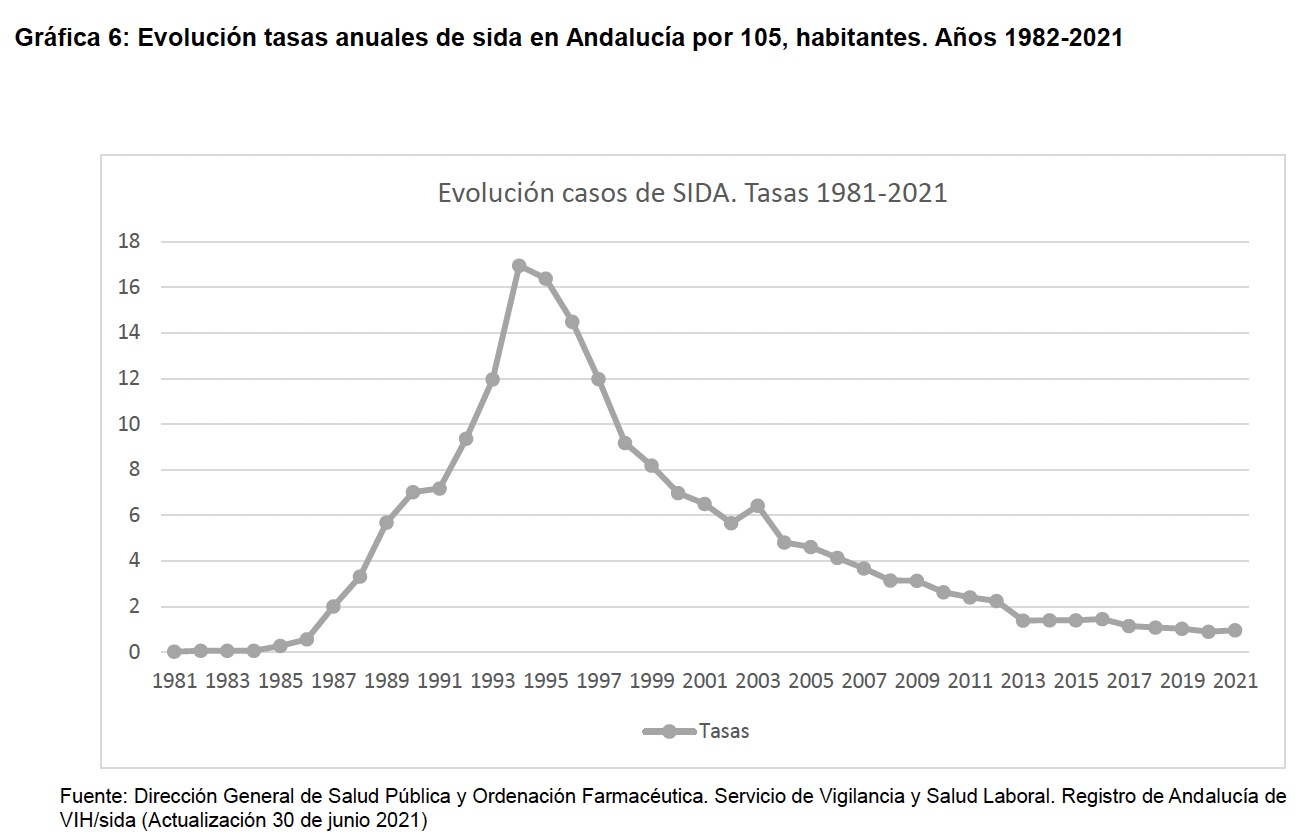 Gráfica 6: Evolución tasas anuales de sida en Andalucía por 105, habitantes. Años 1982-2021
Evolución casos de SIDA. Tasas 1981-2021
18
16
14
12
10
8
6
4
2
0
1981 1983 1985 1987 1989 1991 1993 1995 1997 1999 2001 2003 2005 2007 2009 2011 2013 2015 2017 2019 2021
Tasas
Fuente: Dirección General de Salud Pública y Ordenación Farmacéutica. Servicio de Vigilancia y Salud Laboral. Registro de Andalucía de
VIH/sida (Actualización 30 de junio 2021)